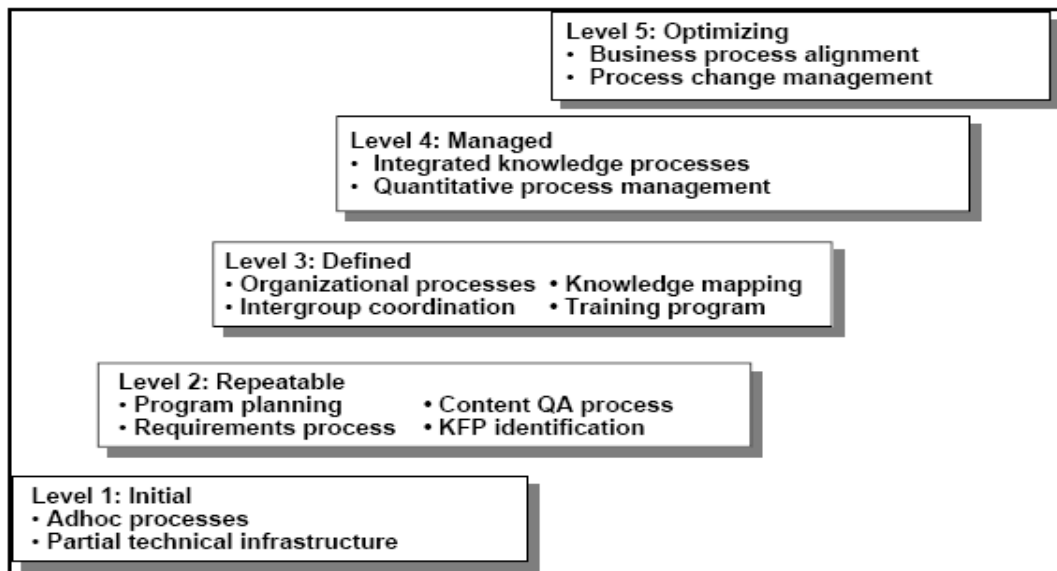 Level 5: Optimizing
• Business process alignment
• Process change management
Level 4: Managed
• Integrated knowledge processes
• Quantitative process management
Level 3: Defined
• Organizational processes • Knowledge mapping
• Intergroup coordination • Training program
Level 2: Repeatable
• Program planning • Content QA process
• Requirements process • KFP identification
Level 1: Initial
• Adhoc processes
• Partial technical infrastructure